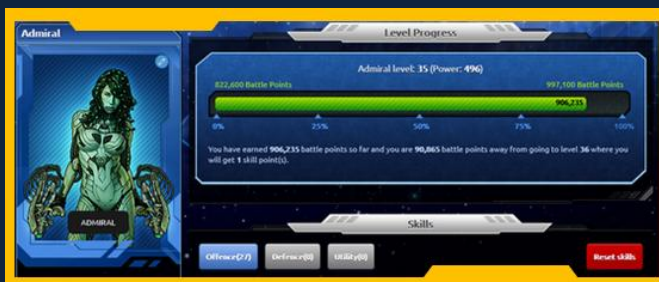 Admiral
Level Progress
Admiral level: 35 (Power: 496)
822,600 Battle Points
997,100 Battle Points
906,235
0%
25%
50%
75%
100%
You have earned 906,235 battle points so far and you are 90,865 battle points away from going to level 36 where you
will get 1 skill point(s).
ADMIRAL
Skills
Offence(27)
Defence(0)
Utility(0)
Reset skills